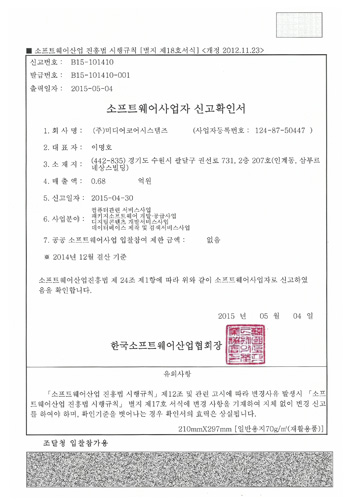 ■ 소프트웨어산업 진흥법 시행규칙 [별지 제18호서식] <개정 2012.11.23>
신고번호 : B15-101410
발급번호 : B15-101410-001
출력일자 : 2015-05-04
소프트웨어사업자 신고확인서
1. 회 사 명 : (주)미디어코어시스템즈 (사업자등록번호 : 124-87-50447 )
2. 대 표 자 : 이명호
3. 소 재 지 : (442-835) 경기도 수원시 팔달구 권선로 731, 2층 207호(인계동, 삼부르네상스빌딩)
4. 매 출 액 : 0.68 억원
5. 신고일자 : 2015-04-30
6. 사업분야 : 컴퓨터관련 서비스사업
패키지소프트웨어 개발·공급사업
디지털콘텐츠 개발서비스사업
데이터베이스 제작 및 검색서비스사업
7. 공공 소프트웨어사업 입찰참여 제한 금액 : 없음
※ 2014년 12월 결산 기준
소프트웨어산업진흥법 제 24조 제1항에 따라 위와 같이 소프트웨어사업자로 신고하였
음을 확인합니다.
2015 년 05 월 04 일
한국소프트웨어산업협회장
유의사항
「소프트웨어산업 진흥법 시행규칙」제12조 및 관련 고시에 따라 변경사유 발생시 「소프
트웨어산업 진흥법 시행규칙」 별지 제17호 서식에 변경 사항을 기재하여 지체 없이 변경 신고
를 하여야 하며, 확인기준을 벗어나는 경우 확인서의 효력은 상실됩니다.
210mmX297mm [일반용지70g/㎡(재활용품)]
조달청 입찰참가용